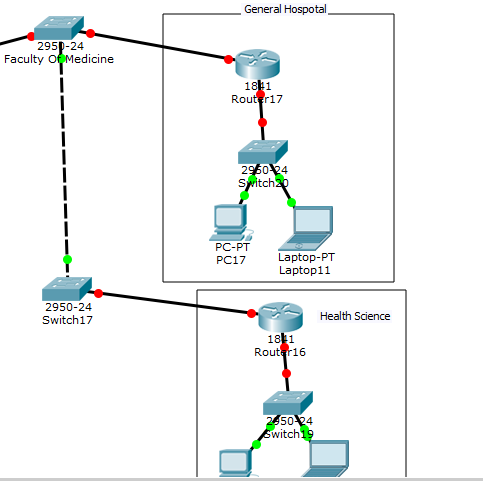 General Hospotal
2950-24
Faculty Of Medicine
1841
Router17
2950-24
Switch20
PC-PT
PC17
Laptop-PT
Laptop11
2950-24
Switch17
Health Science
1841
Router16
2950-24
Switch19